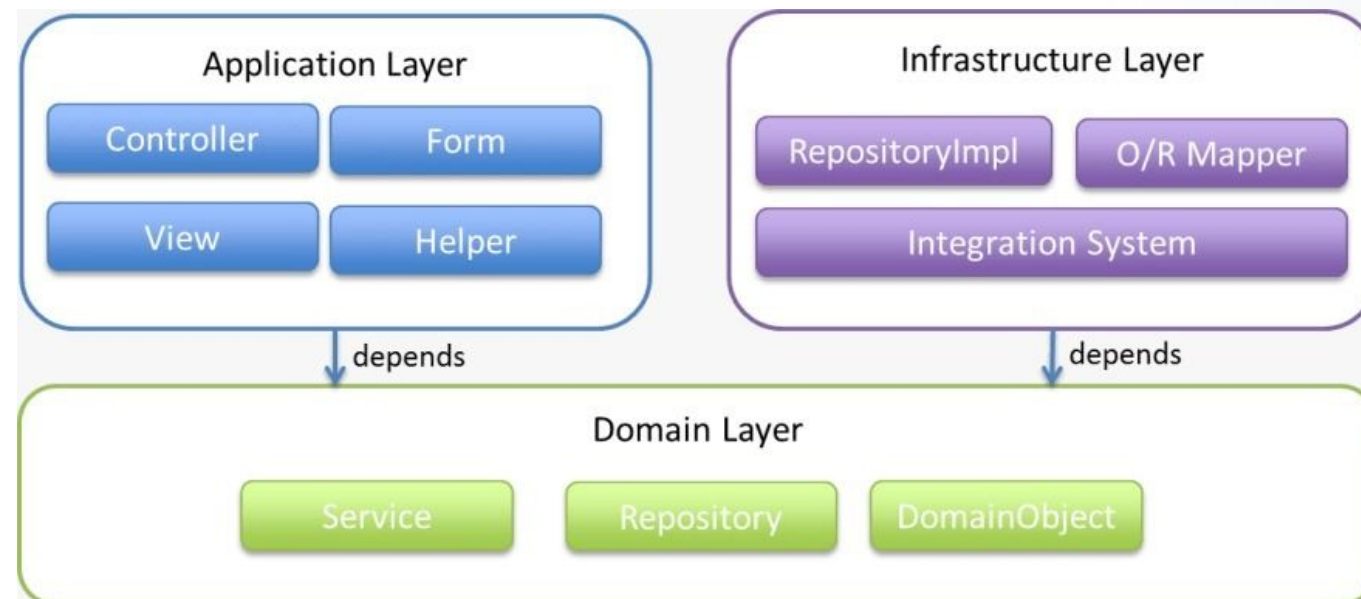 Application Layer
Controller
Form
View
Helper
Infrastructure Layer
RepositoryImpl
O/R Mapper
Integration System
depends
depends
Domain Layer
Service
Repository
DomainObject